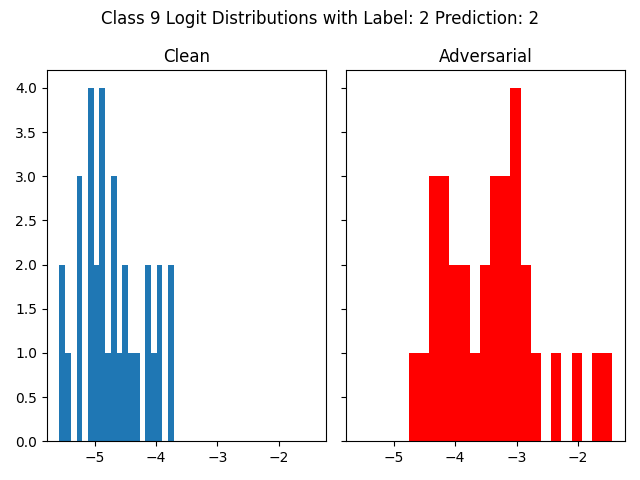 Class 9 Logit Distributions with Label: 2 Prediction: 2
Clean
Adversarial
4.0
3.5
3.0
2.5
2.0
1.5
1.0
0.5
0.0
−5 −4 −3 −2
−5 −4 −3 −2